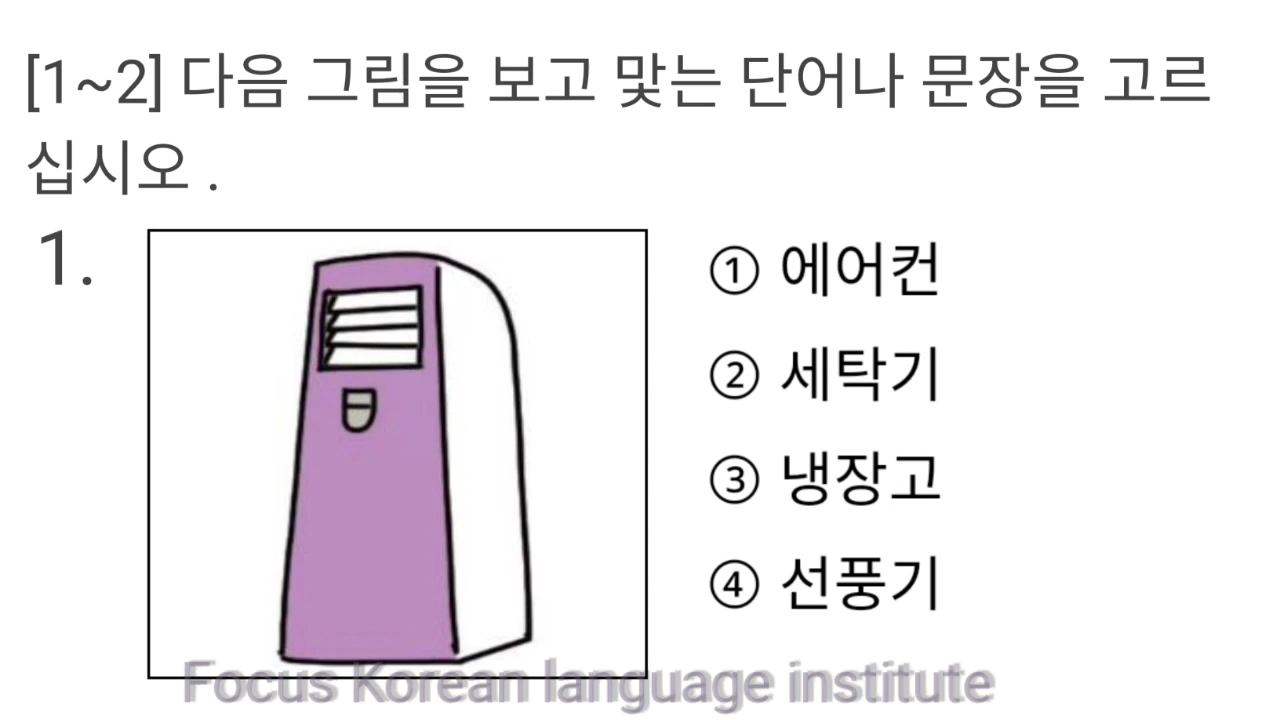 [1~2] 다음 그림을 보고 맞는 단어나 문장을 고르
십시오 .
1.
① 에어컨
② 세탁기
③ 냉장고
④ 선풍기
Focus Korean language institute